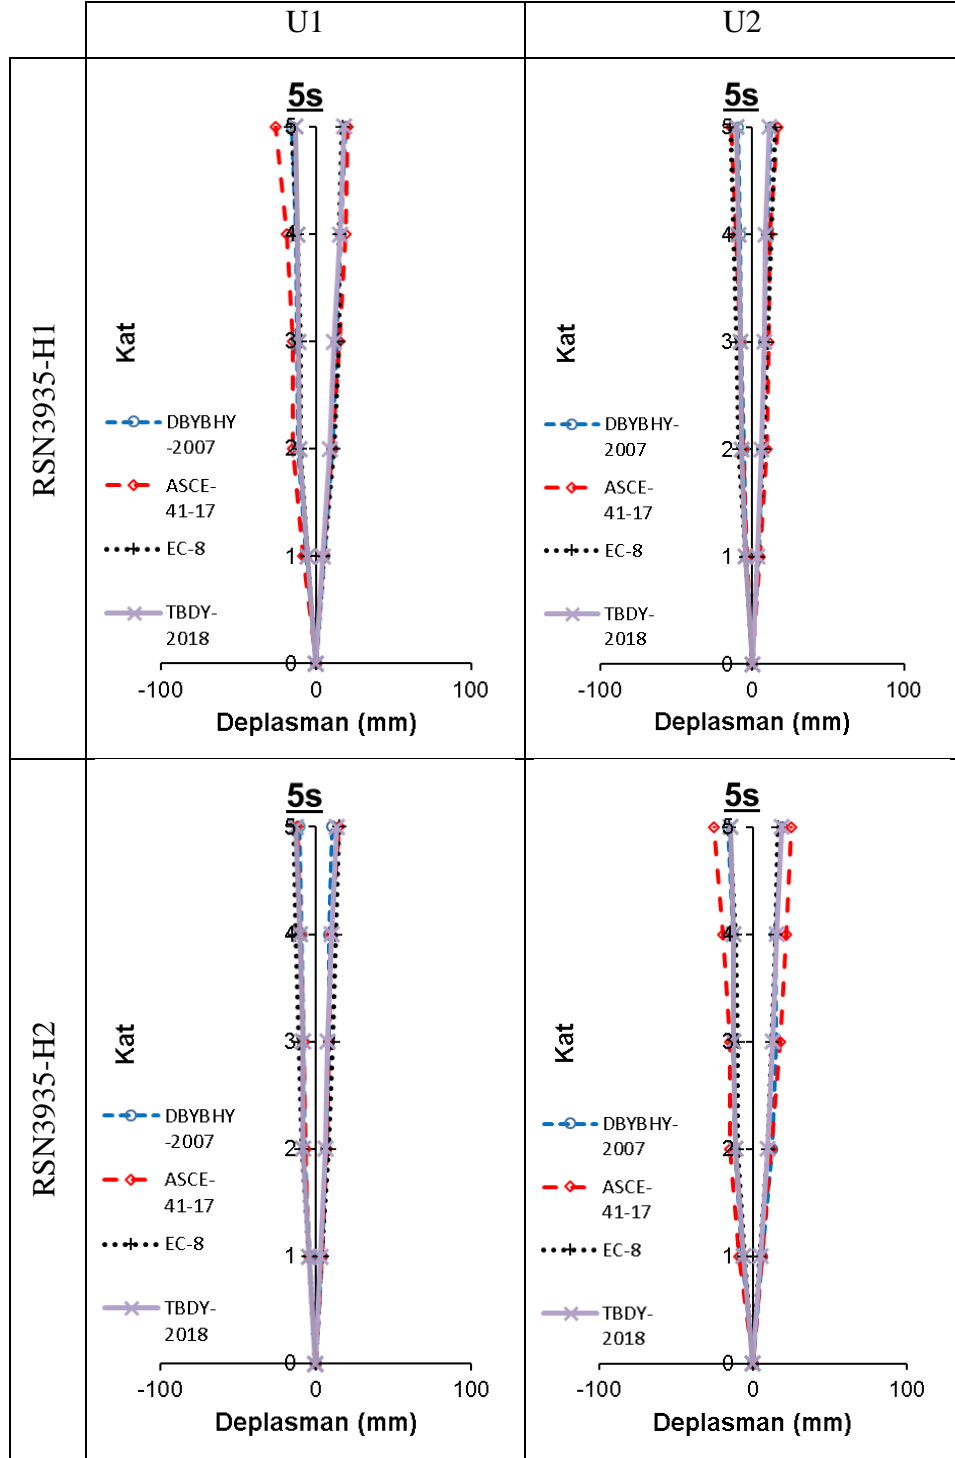 U1
U2
RSN3935-H1
5s
Kat
5
4
3
2
1
0
DBYBHY
-2007
ASCE-
41-17
EC-8
TBDY-
2018
-100
0
100
Deplasman (mm)
5s
Kat
5
4
3
2
1
0
DBYBHY-
2007
ASCE-
41-17
EC-8
TBDY-
2018
-100
0
100
Deplasman (mm)
RSN3935-H2
5s
Kat
5
4
3
2
1
0
DBYBHY
-2007
ASCE-
41-17
EC-8
TBDY-
2018
-100
0
100
Deplasman (mm)
5s
Kat
5
4
3
2
1
0
DBYBHY-
2007
ASCE-
41-17
EC-8
TBDY-
2018
-100
0
100
Deplasman (mm)